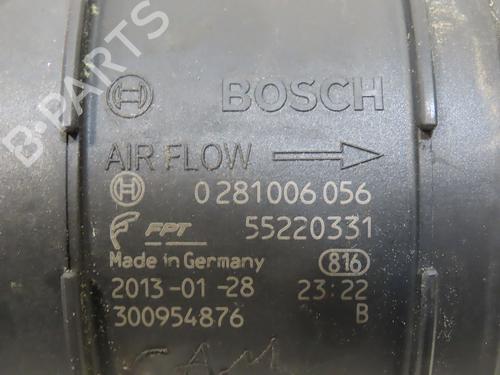 BOSCH
AIR FLOW
0 281 006 056
FPT 55220331
Made in Germany 816
2013-01-28 23:22
300954876 B
CAM
B-PARTS